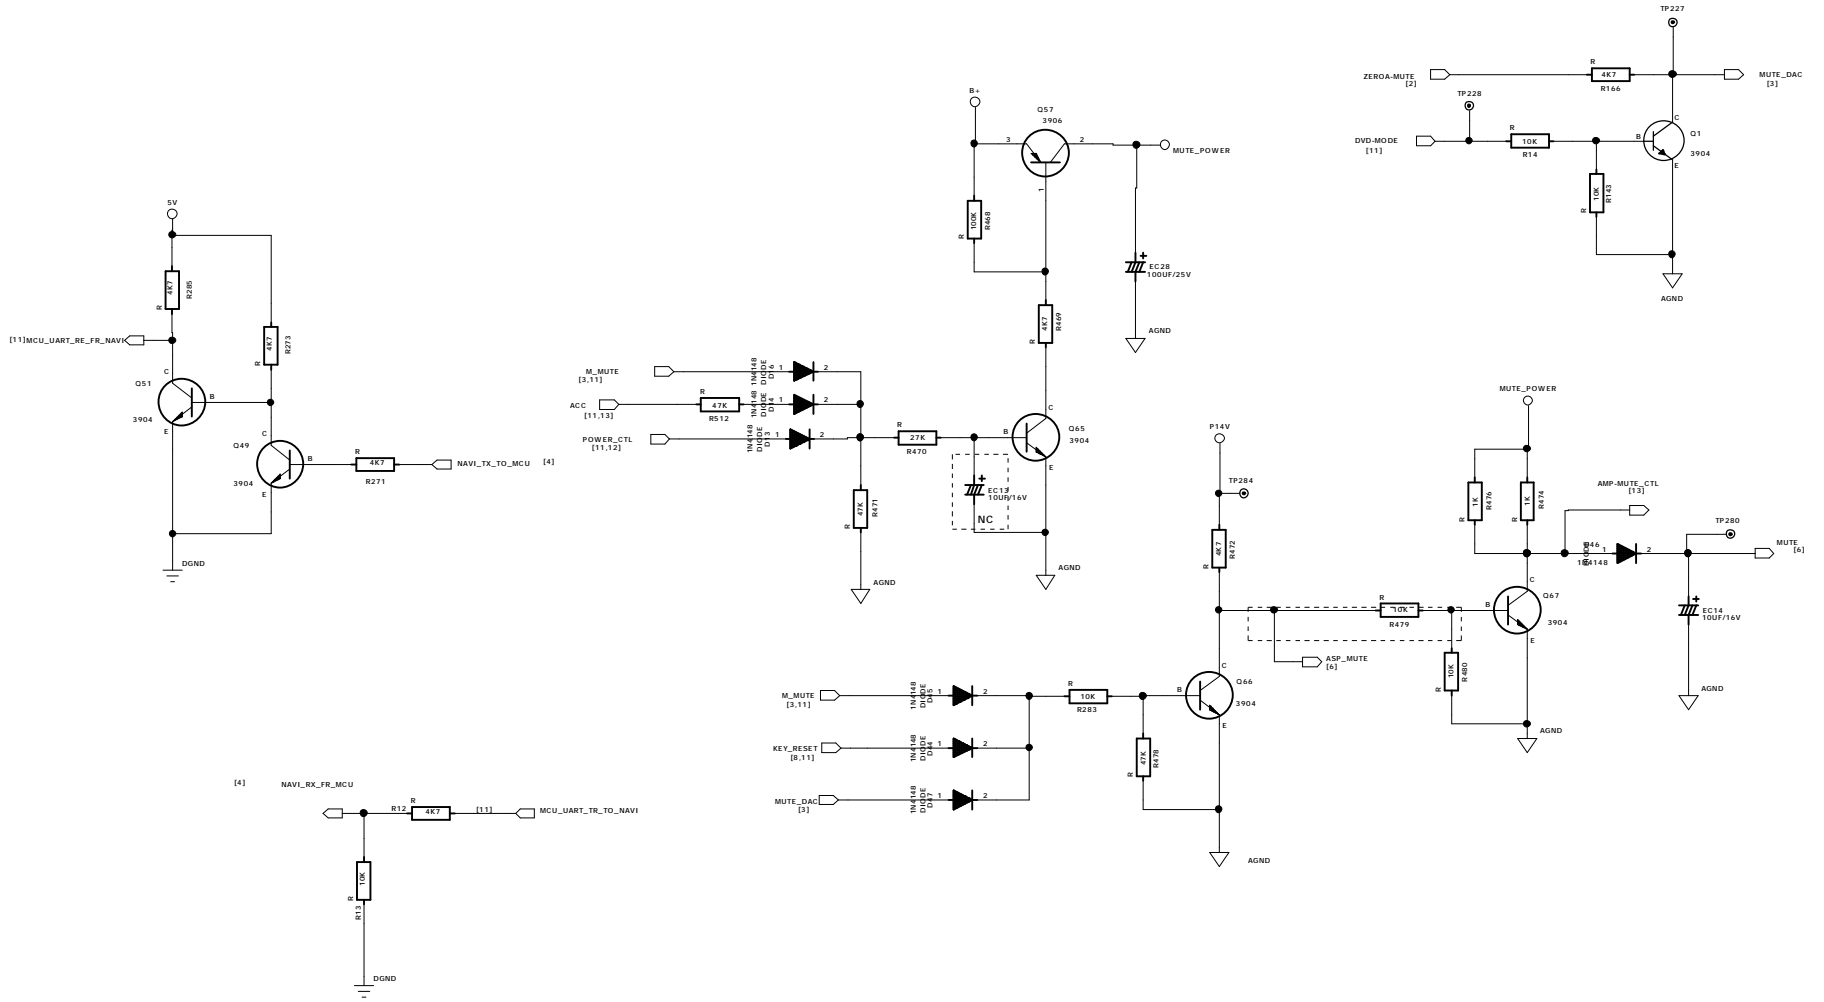 TP227
ZEROA-MUTE
[2]
R
4K7
R166
MUTE_DAC
[3]
TP228
DVD-MODE
[11]
R
10K
R14
B
C
E
Q1
3904
R
10K
R143
AGND
B+
Q57
3906
3
2
1
MUTE_POWER
R
100K
R468
EC28
100UF/25V
AGND
R
4K7
R469
5V
R
4K7
R285
R
4K7
R273
[11]MCU_UART_RE_FR_NAVI
Q51
3904
C
B
E
Q49
3904
C
B
E
R
4K7
R271
NAVI_TX_TO_MCU
[4]
DGND
M_MUTE
[3,11]
1N4148
DIODE
D16
1
2
ACC
[11,13]
R
47K
R512
1N4148
DIODE
D14
1
2
POWER_CTL
[11,12]
1N4148
DIODE
D13
1
2
R
27K
R470
R
47K
R471
AGND
B
C
E
Q65
3904
EC13
10UF/16V
NC
AGND
P14V
TP284
R
4K7
R472
MUTE_POWER
R
1K
R476
R
1K
R474
AMP-MUTE_CTL
[13]
D46
DIODE
1N4148
1
2
TP280
MUTE
[6]
EC14
10UF/16V
AGND
R
10K
R479
B
C
E
Q67
3904
ASP_MUTE
[6]
R
10K
R480
AGND
M_MUTE
[3,11]
1N4148
DIODE
D45
1
2
KEY_RESET
[8,11]
1N4148
DIODE
D44
1
2
MUTE_DAC
[3]
1N4148
DIODE
D47
1
2
R
10K
R283
R
47K
R478
B
C
E
Q66
3904
AGND
[4]
NAVI_RX_FR_MCU
R12
R
4K7
[11]
MCU_UART_TR_TO_NAVI
R
10K
R13
DGND